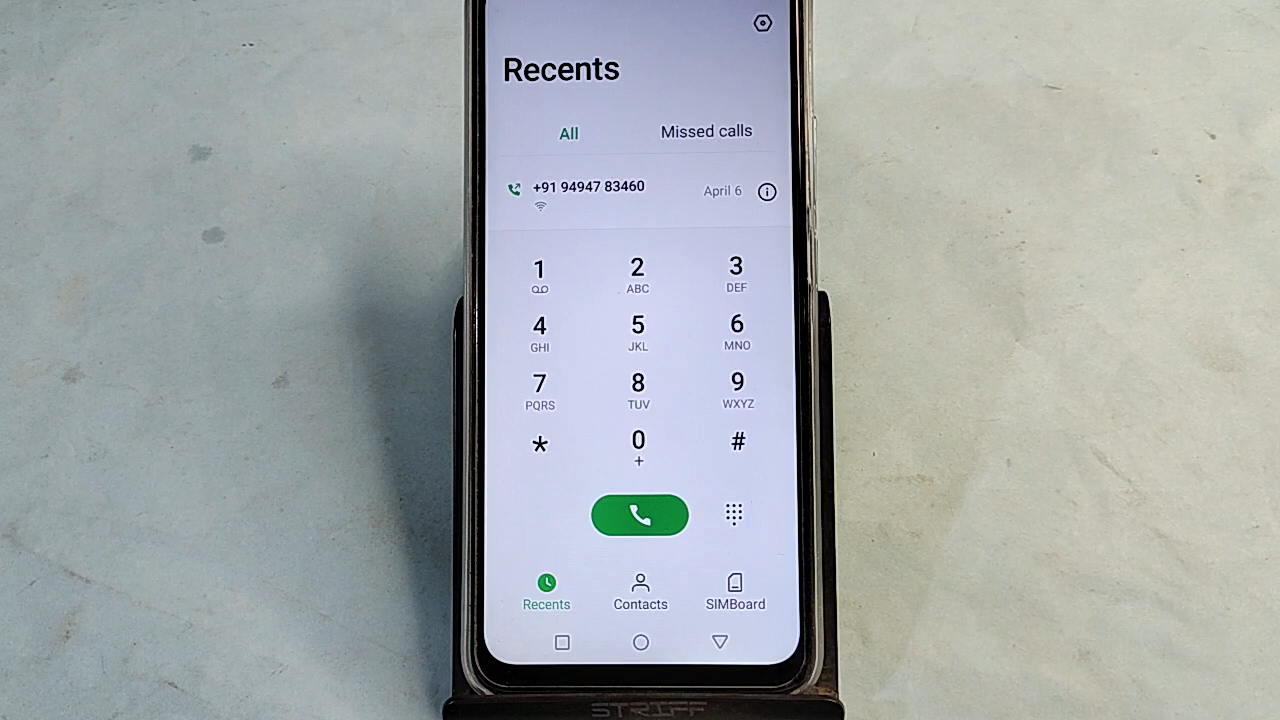 Recents
All Missed calls
+91 94947 83460 April 6
1 2 3
ABC DEF
4 5 6
GHI JKL MNO
7 8 9
PQRS TUV WXYZ
* 0 #
+
Recents Contacts SIMBoard
STRIFF